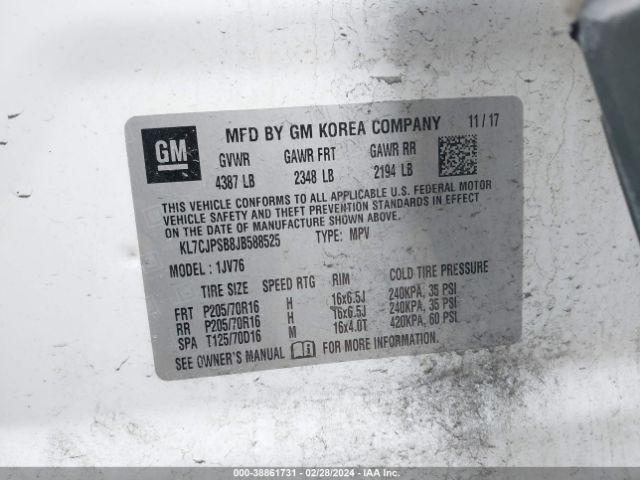 GM
MFD BY GM KOREA COMPANY 11 / 17
GVWR GAWR FRT GAWR RR
4387 LB 2348 LB 2194 LB
THIS VEHICLE CONFORMS TO ALL APPLICABLE U.S. FEDERAL MOTOR
VEHICLE SAFETY AND THEFT PREVENTION STANDARDS IN EFFECT
ON THE DATE OF MANUFACTURE SHOWN ABOVE.
KL7CJPSB8JB588525 TYPE: MPV
MODEL : 1JV76
TIRE SIZE SPEED RTG RIM COLD TIRE PRESSURE
FRT P205/70R16 H 16x6.5J 240KPA, 35 PSI
RR P205/70R16 H 16x6.5J 240KPA, 35 PSI
SPA T125/70D16 M 16x4.0T 420KPA, 60 PSI
SEE OWNER'S MANUAL FOR MORE INFORMATION.
000-38861731 - 02/28/2024 - IAA Inc.